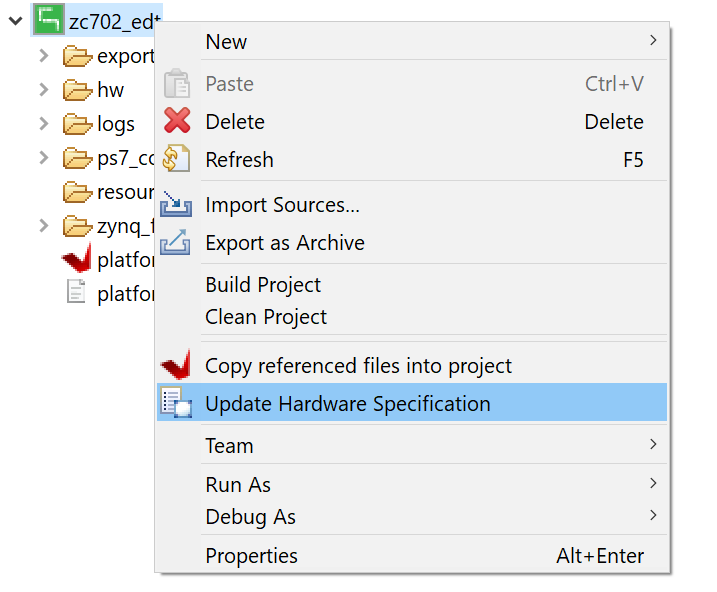 zc702_edt
export
hw
logs
ps7_co
resour
zynq_f
platfor
platfor
New
Paste Ctrl+V
Delete Delete
Refresh F5
Import Sources...
Export as Archive
Build Project
Clean Project
Copy referenced files into project
Update Hardware Specification
Team
Run As
Debug As
Properties Alt+Enter